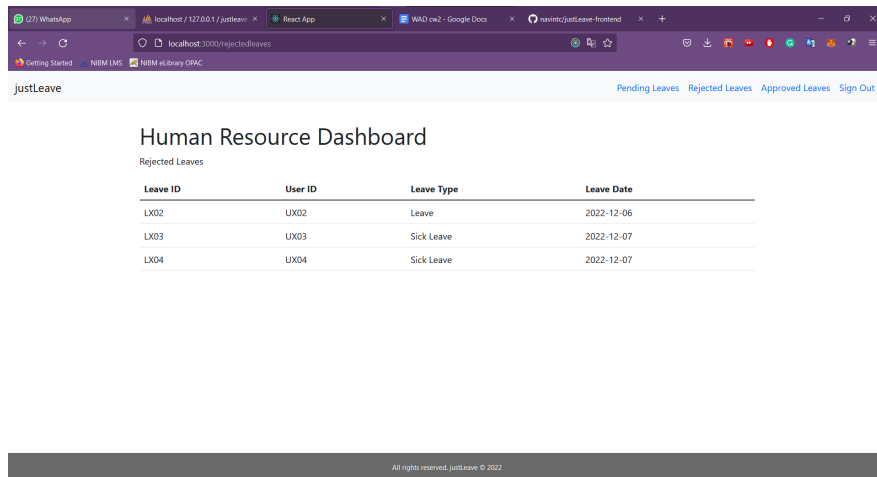 (27) WhatsApp
localhost / 127.0.0.1 / justleave
React App
WAD cw2 - Google Docs
navintc/justLeave-frontend
localhost:3000/rejectedleaves
Getting Started
NIBM LMS
NIBM eLibrary OPAC
justLeave
Pending Leaves Rejected Leaves Approved Leaves Sign Out
Human Resource Dashboard
Rejected Leaves
Leave ID User ID Leave Type Leave Date
LX02 UX02 Leave 2022-12-06
LX03 UX03 Sick Leave 2022-12-07
LX04 UX04 Sick Leave 2022-12-07
All rights reserved. justLeave © 2022